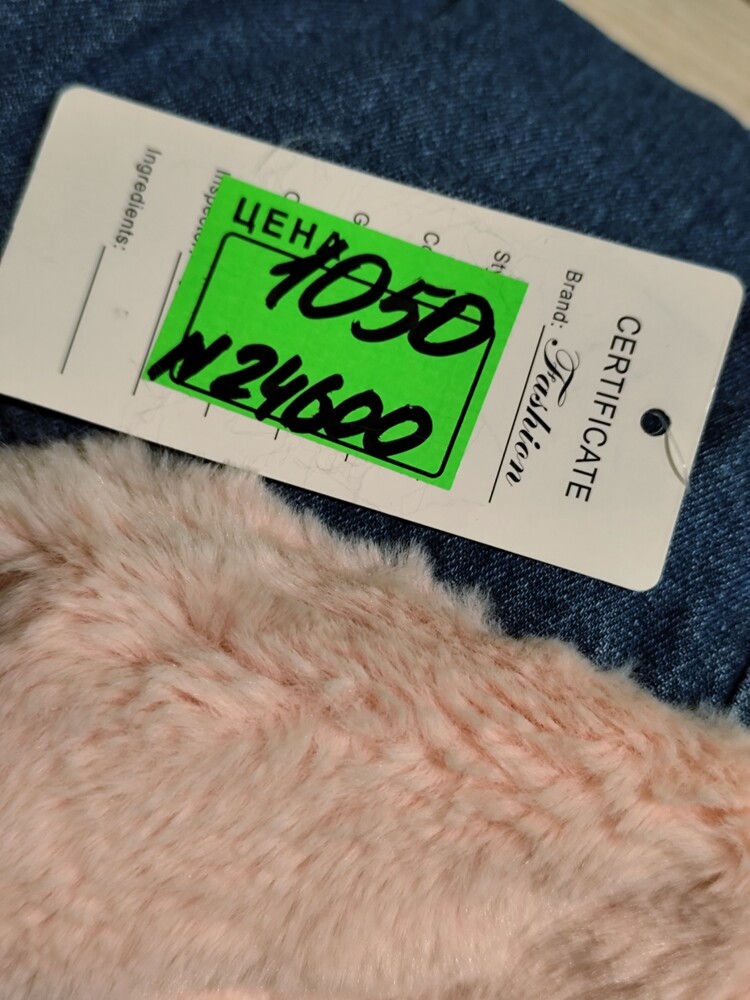 CERTIFICATE
Brand: Fashion
Ingredients:
ЦЕНА
1050
N24600